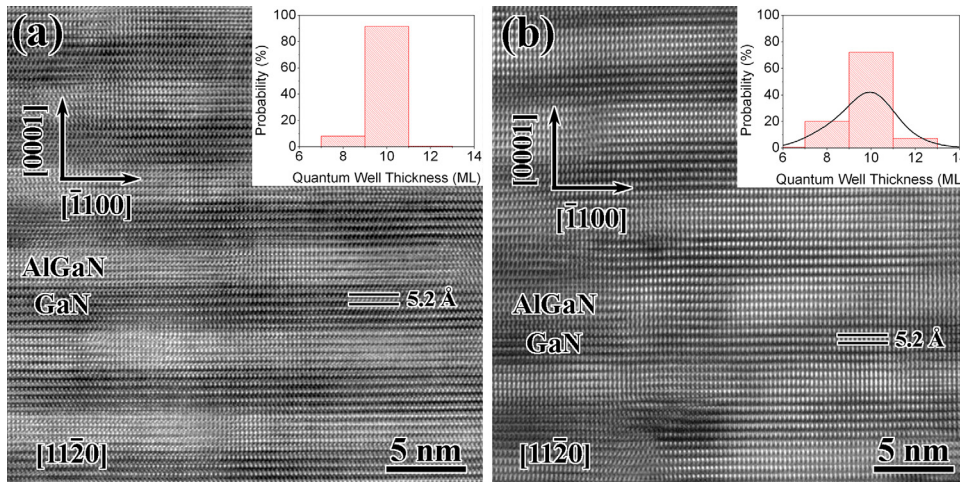 (a)
Probability (%)
100
80
60
40
20
0
6 8 10 12 14
Quantum Well Thickness (ML)
[0001]
[1̅100]
AlGaN
GaN
5.2 Å
[112̅0]
5 nm
(b)
Probability (%)
100
80
60
40
20
0
6 8 10 12 14
Quantum Well Thickness (ML)
[0001]
[1̅100]
AlGaN
GaN
5.2 Å
[112̅0]
5 nm